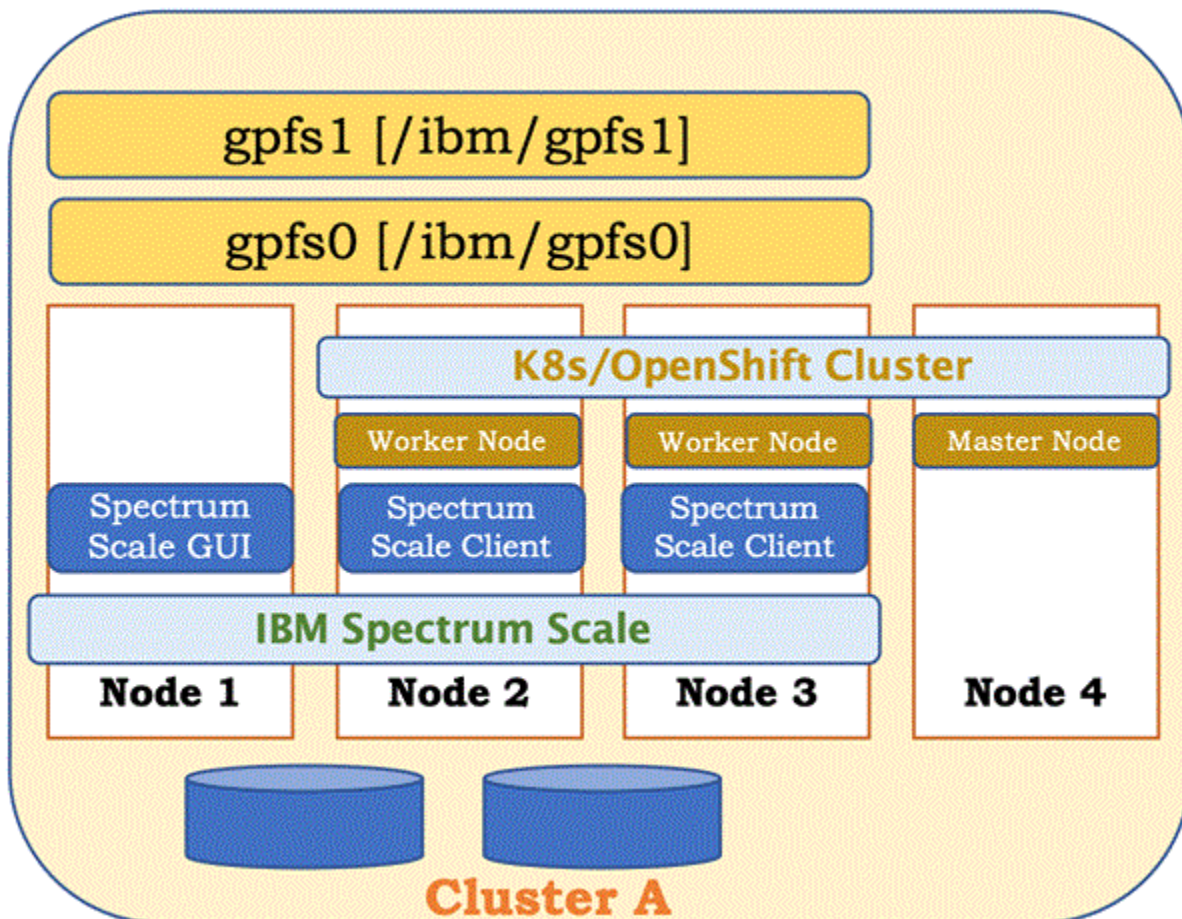 gpfs1 [/ibm/gpfs1]
gpfs0 [/ibm/gpfs0]
K8s/OpenShift Cluster
Worker Node
Worker Node
Master Node
Spectrum
Scale GUI
Spectrum
Scale Client
Spectrum
Scale Client
IBM Spectrum Scale
Node 1
Node 2
Node 3
Node 4
Cluster A